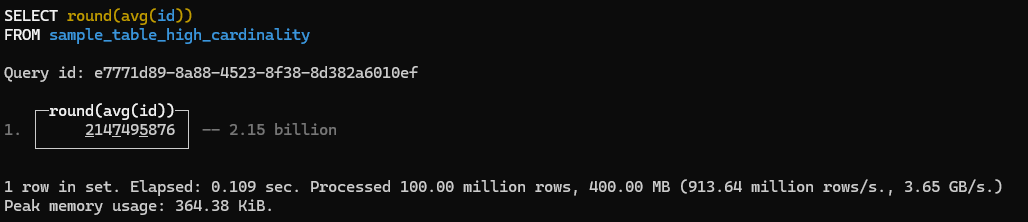 SELECT round(avg(id))
FROM sample_table_high_cardinality
Query id: e7771d89-8a88-4523-8f38-8d382a6010ef
round(avg(id))
1. 2147495876 -- 2.15 billion
1 row in set. Elapsed: 0.109 sec. Processed 100.00 million rows, 400.00 MB (913.64 million rows/s., 3.65 GB/s.)
Peak memory usage: 364.38 KiB.